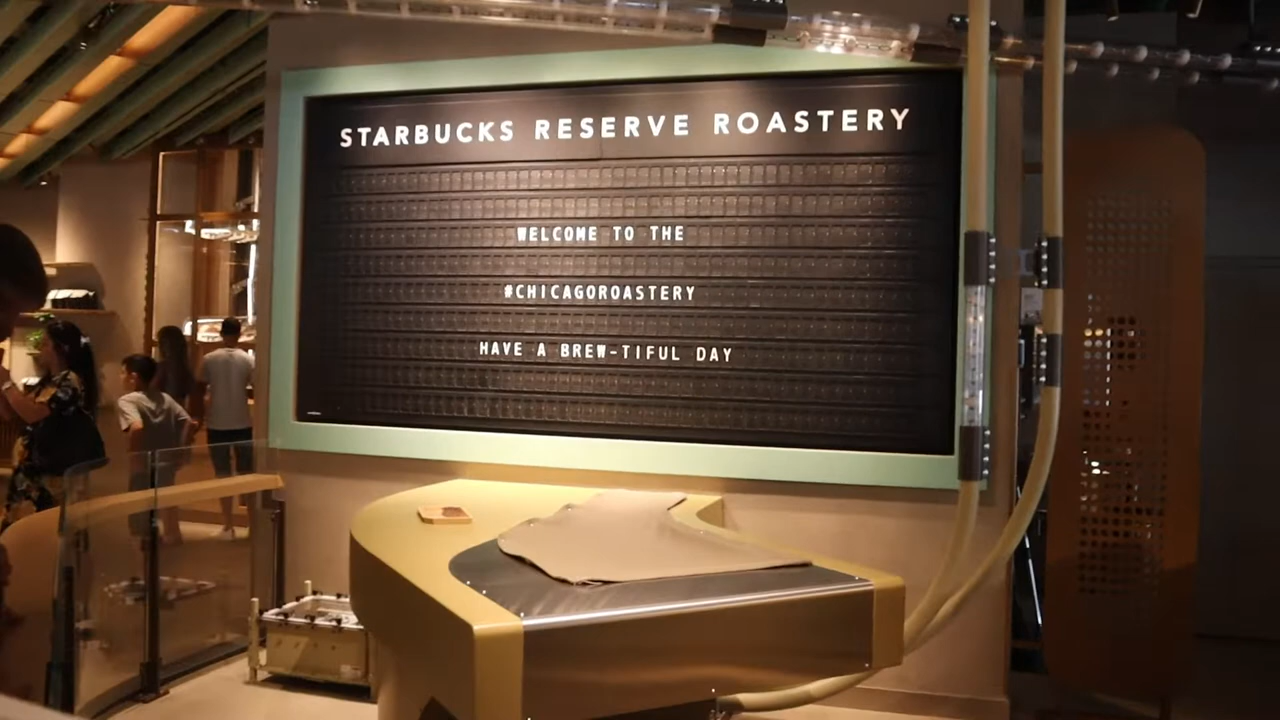 STARBUCKS RESERVE ROASTERY
WELCOME TO THE
#CHICAGOROASTERY
HAVE A BREW-TIFUL DAY